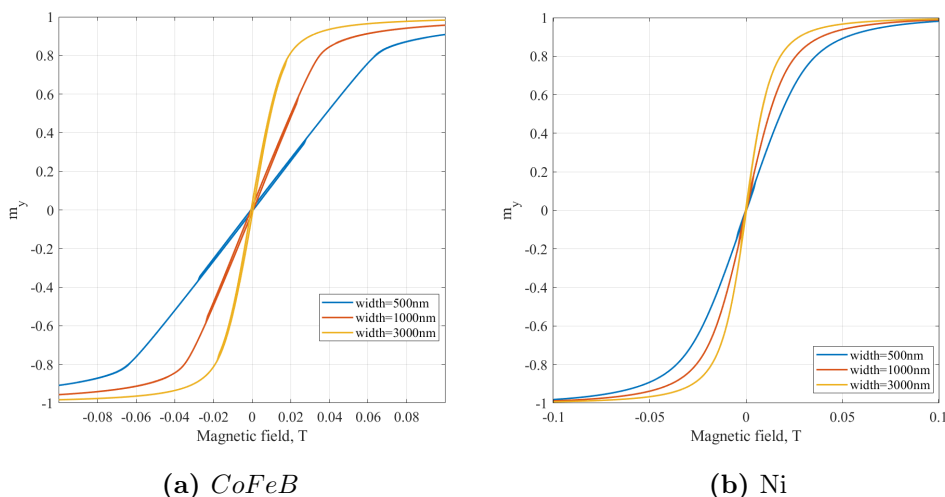 1
0.8
0.6
0.4
0.2
0
-0.2
-0.4
-0.6
-0.8
-1
m_y
-0.08 -0.06 -0.04 -0.02 0 0.02 0.04 0.06 0.08
Magnetic field, T
width=500nm
width=1000nm
width=3000nm
(a) CoFeB
1
0.8
0.6
0.4
0.2
0
-0.2
-0.4
-0.6
-0.8
-1
m_y
-0.1 -0.05 0 0.05 0.1
Magnetic field, T
width=500nm
width=1000nm
width=3000nm
(b) Ni